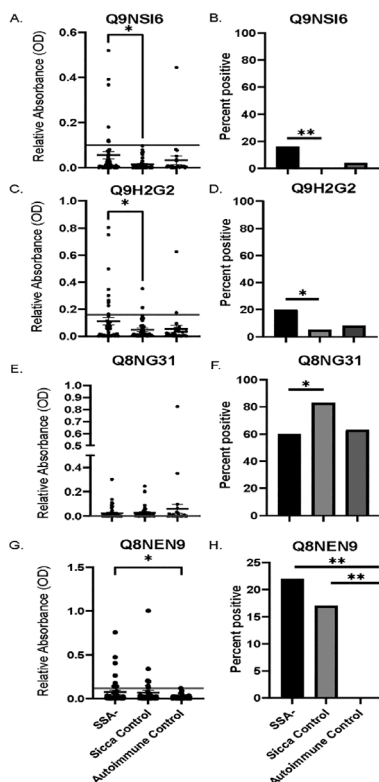 A. Q9NSI6
Relative Absorbance (OD)
0.6
0.4
0.2
0.0
*
B. Q9NSI6
Percent positive
100
80
60
40
20
0
**
C. Q9H2G2
Relative Absorbance (OD)
1.0
0.8
0.6
0.4
0.2
0.0
*
D. Q9H2G2
Percent positive
100
80
60
40
20
0
*
E. Q8NG31
Relative Absorbance (OD)
1.0
0.9
0.8
0.7
0.6
0.5
0.4
0.2
0.0
F. Q8NG31
Percent positive
100
80
60
40
20
0
*
G. Q8NEN9
Relative Absorbance (OD)
1.5
1.0
0.5
0.0
*
SSA-
Sicca Control
Autoimmune Control
H. Q8NEN9
Percent positive
25
20
15
10
5
0
**
**
SSA-
Sicca Control
Autoimmune Control